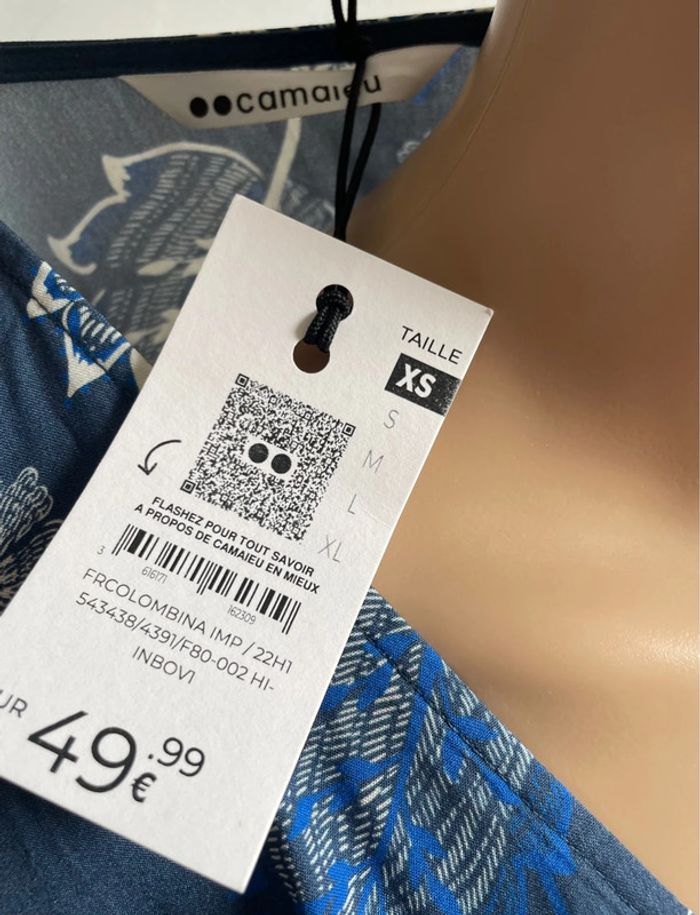 camaieu
TAILLE
XS
S
M
L
XL
FLASHEZ POUR TOUT SAVOIR
A PROPOS DE CAMAIEU EN MIEUX
3 616171 162309
FRCOLOMBINA IMP / 22H1
543438/4391/F80-002 HI-
INBOV1
UR 49€.99